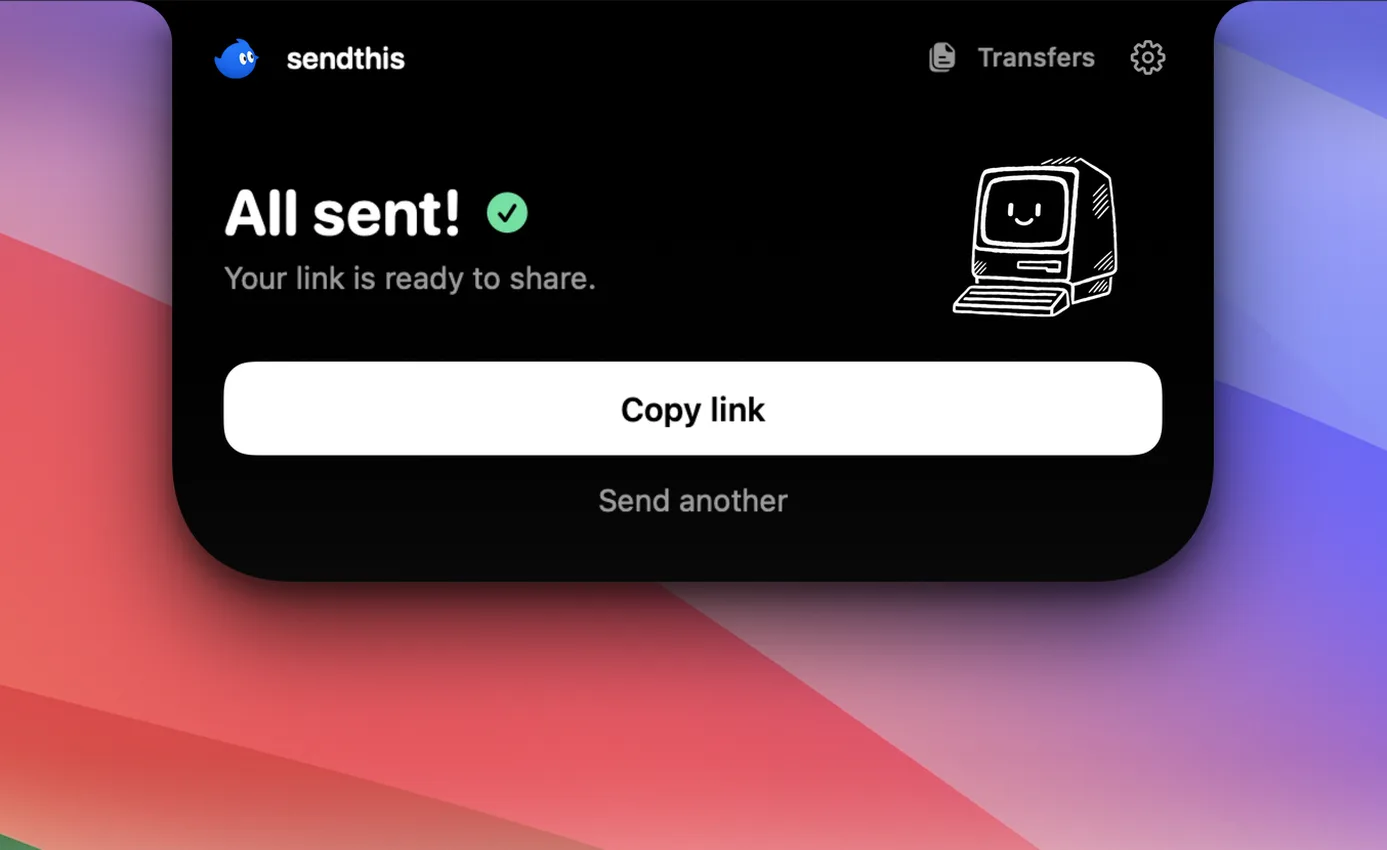 sendthis
Transfers
All sent!
Your link is ready to share.
Copy link
Send another